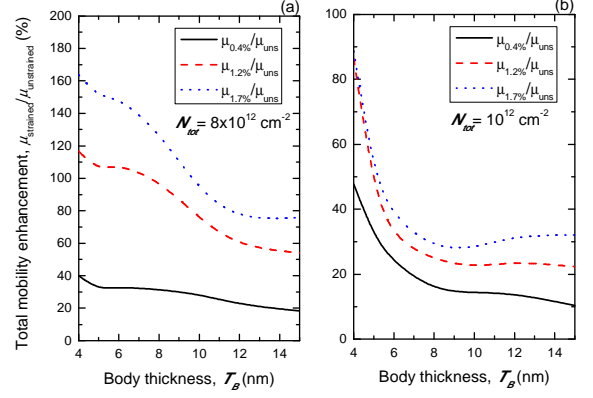 (a)
Total mobility enhancement, μstrained/μunstrained (%)
200
180
160
140
120
100
80
60
40
20
0
μ0.4%/μuns
μ1.2%/μuns
μ1.7%/μuns
Ntot = 8x10^12 cm^-2
4 6 8 10 12 14
Body thickness, TB (nm)
(b)
100
80
60
40
20
0
μ0.4%/μuns
μ1.2%/μuns
μ1.7%/μuns
Ntot = 10^12 cm^-2
4 6 8 10 12 14
Body thickness, TB (nm)